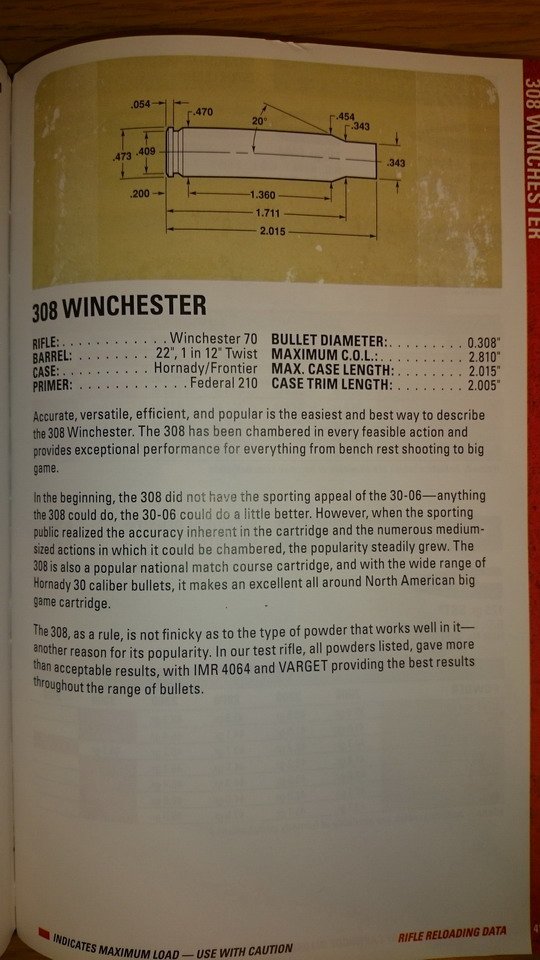 308 WINCHESTER
.054
.470
20°
.454
.343
.473
.409
.343
.200
1.360
1.711
2.015
308 WINCHESTER
RIFLE: . . . . . . . . . . . Winchester 70
BARREL: . . . . . . . . 22", 1 in 12" Twist
CASE: . . . . . . . . . . Hornady/Frontier
PRIMER: . . . . . . . . . . . . Federal 210
BULLET DIAMETER: . . . . . . . . . 0.308"
MAXIMUM C.O.L.: . . . . . . . . . . 2.810"
MAX. CASE LENGTH: . . . . . . . . 2.015"
CASE TRIM LENGTH: . . . . . . . . 2.005"
Accurate, versatile, efficient, and popular is the easiest and best way to describe
the 308 Winchester. The 308 has been chambered in every feasible action and
provides exceptional performance for everything from bench rest shooting to big
game.
In the beginning, the 308 did not have the sporting appeal of the 30-06—anything
the 308 could do, the 30-06 could do a little better. However, when the sporting
public realized the accuracy inherent in the cartridge and the numerous medium-
sized actions in which it could be chambered, the popularity steadily grew. The
308 is also a popular national match course cartridge, and with the wide range of
Hornady 30 caliber bullets, it makes an excellent all around North American big
game cartridge.
The 308, as a rule, is not finicky as to the type of powder that works well in it—
another reason for its popularity. In our test rifle, all powders listed, gave more
than acceptable results, with IMR 4064 and VARGET providing the best results
throughout the range of bullets.
INDICATES MAXIMUM LOAD — USE WITH CAUTION
RIFLE RELOADING DATA